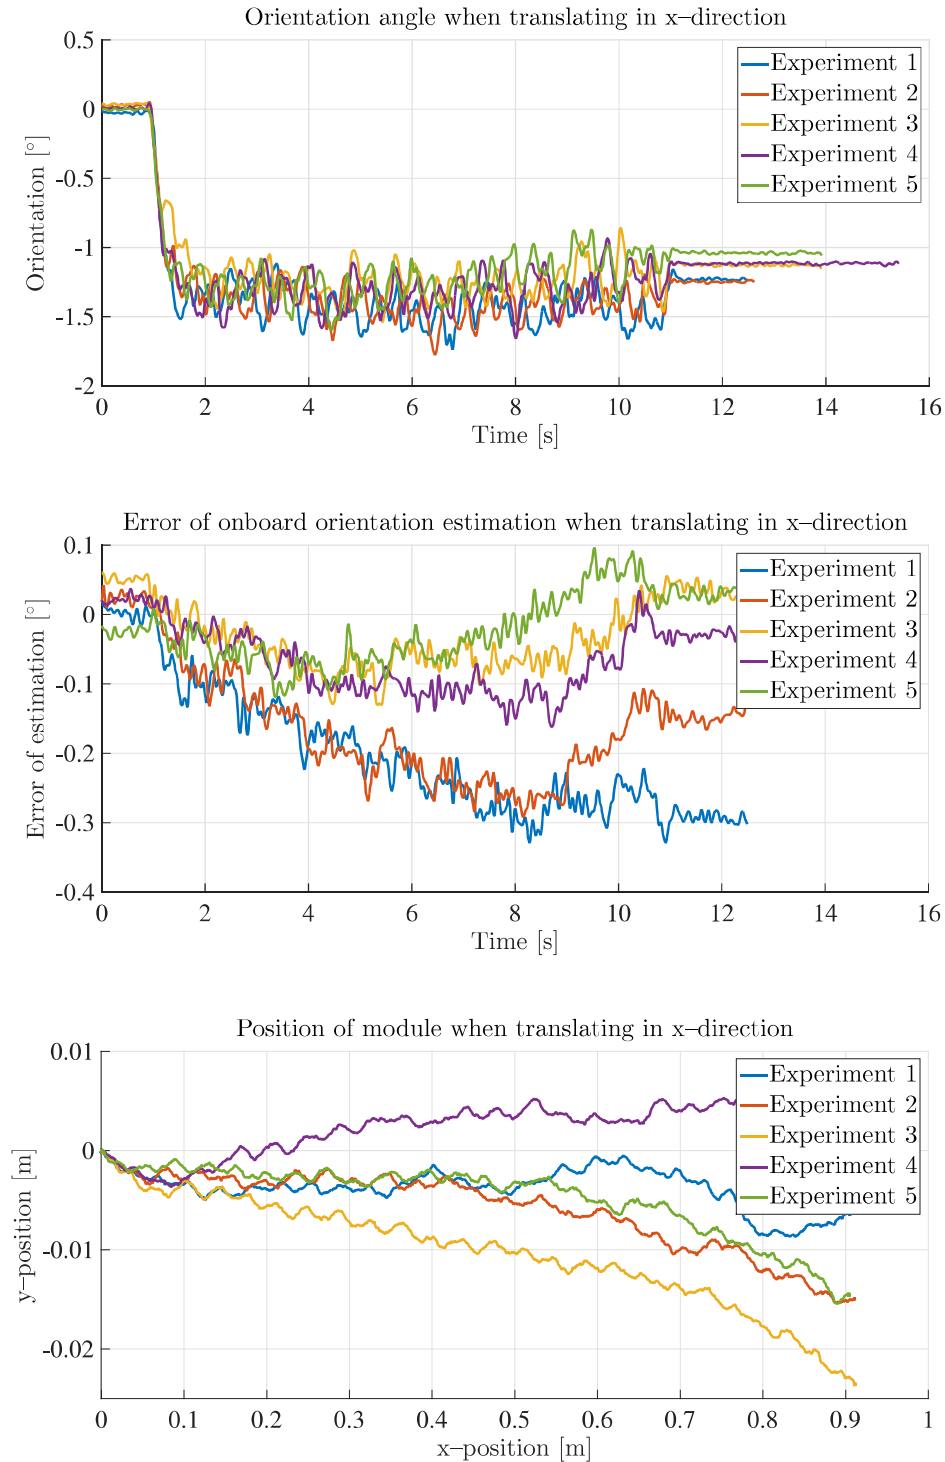 Orientation angle when translating in x–direction
0.5
0
-0.5
-1
-1.5
-2
Orientation [°]
Experiment 1
Experiment 2
Experiment 3
Experiment 4
Experiment 5
0 2 4 6 8 10 12 14 16
Time [s]
Error of onboard orientation estimation when translating in x–direction
0.1
0
-0.1
-0.2
-0.3
-0.4
Error of estimation [°]
Experiment 1
Experiment 2
Experiment 3
Experiment 4
Experiment 5
0 2 4 6 8 10 12 14 16
Time [s]
Position of module when translating in x–direction
0.01
0
-0.01
-0.02
y–position [m]
Experiment 1
Experiment 2
Experiment 3
Experiment 4
Experiment 5
0 0.1 0.2 0.3 0.4 0.5 0.6 0.7 0.8 0.9 1
x–position [m]